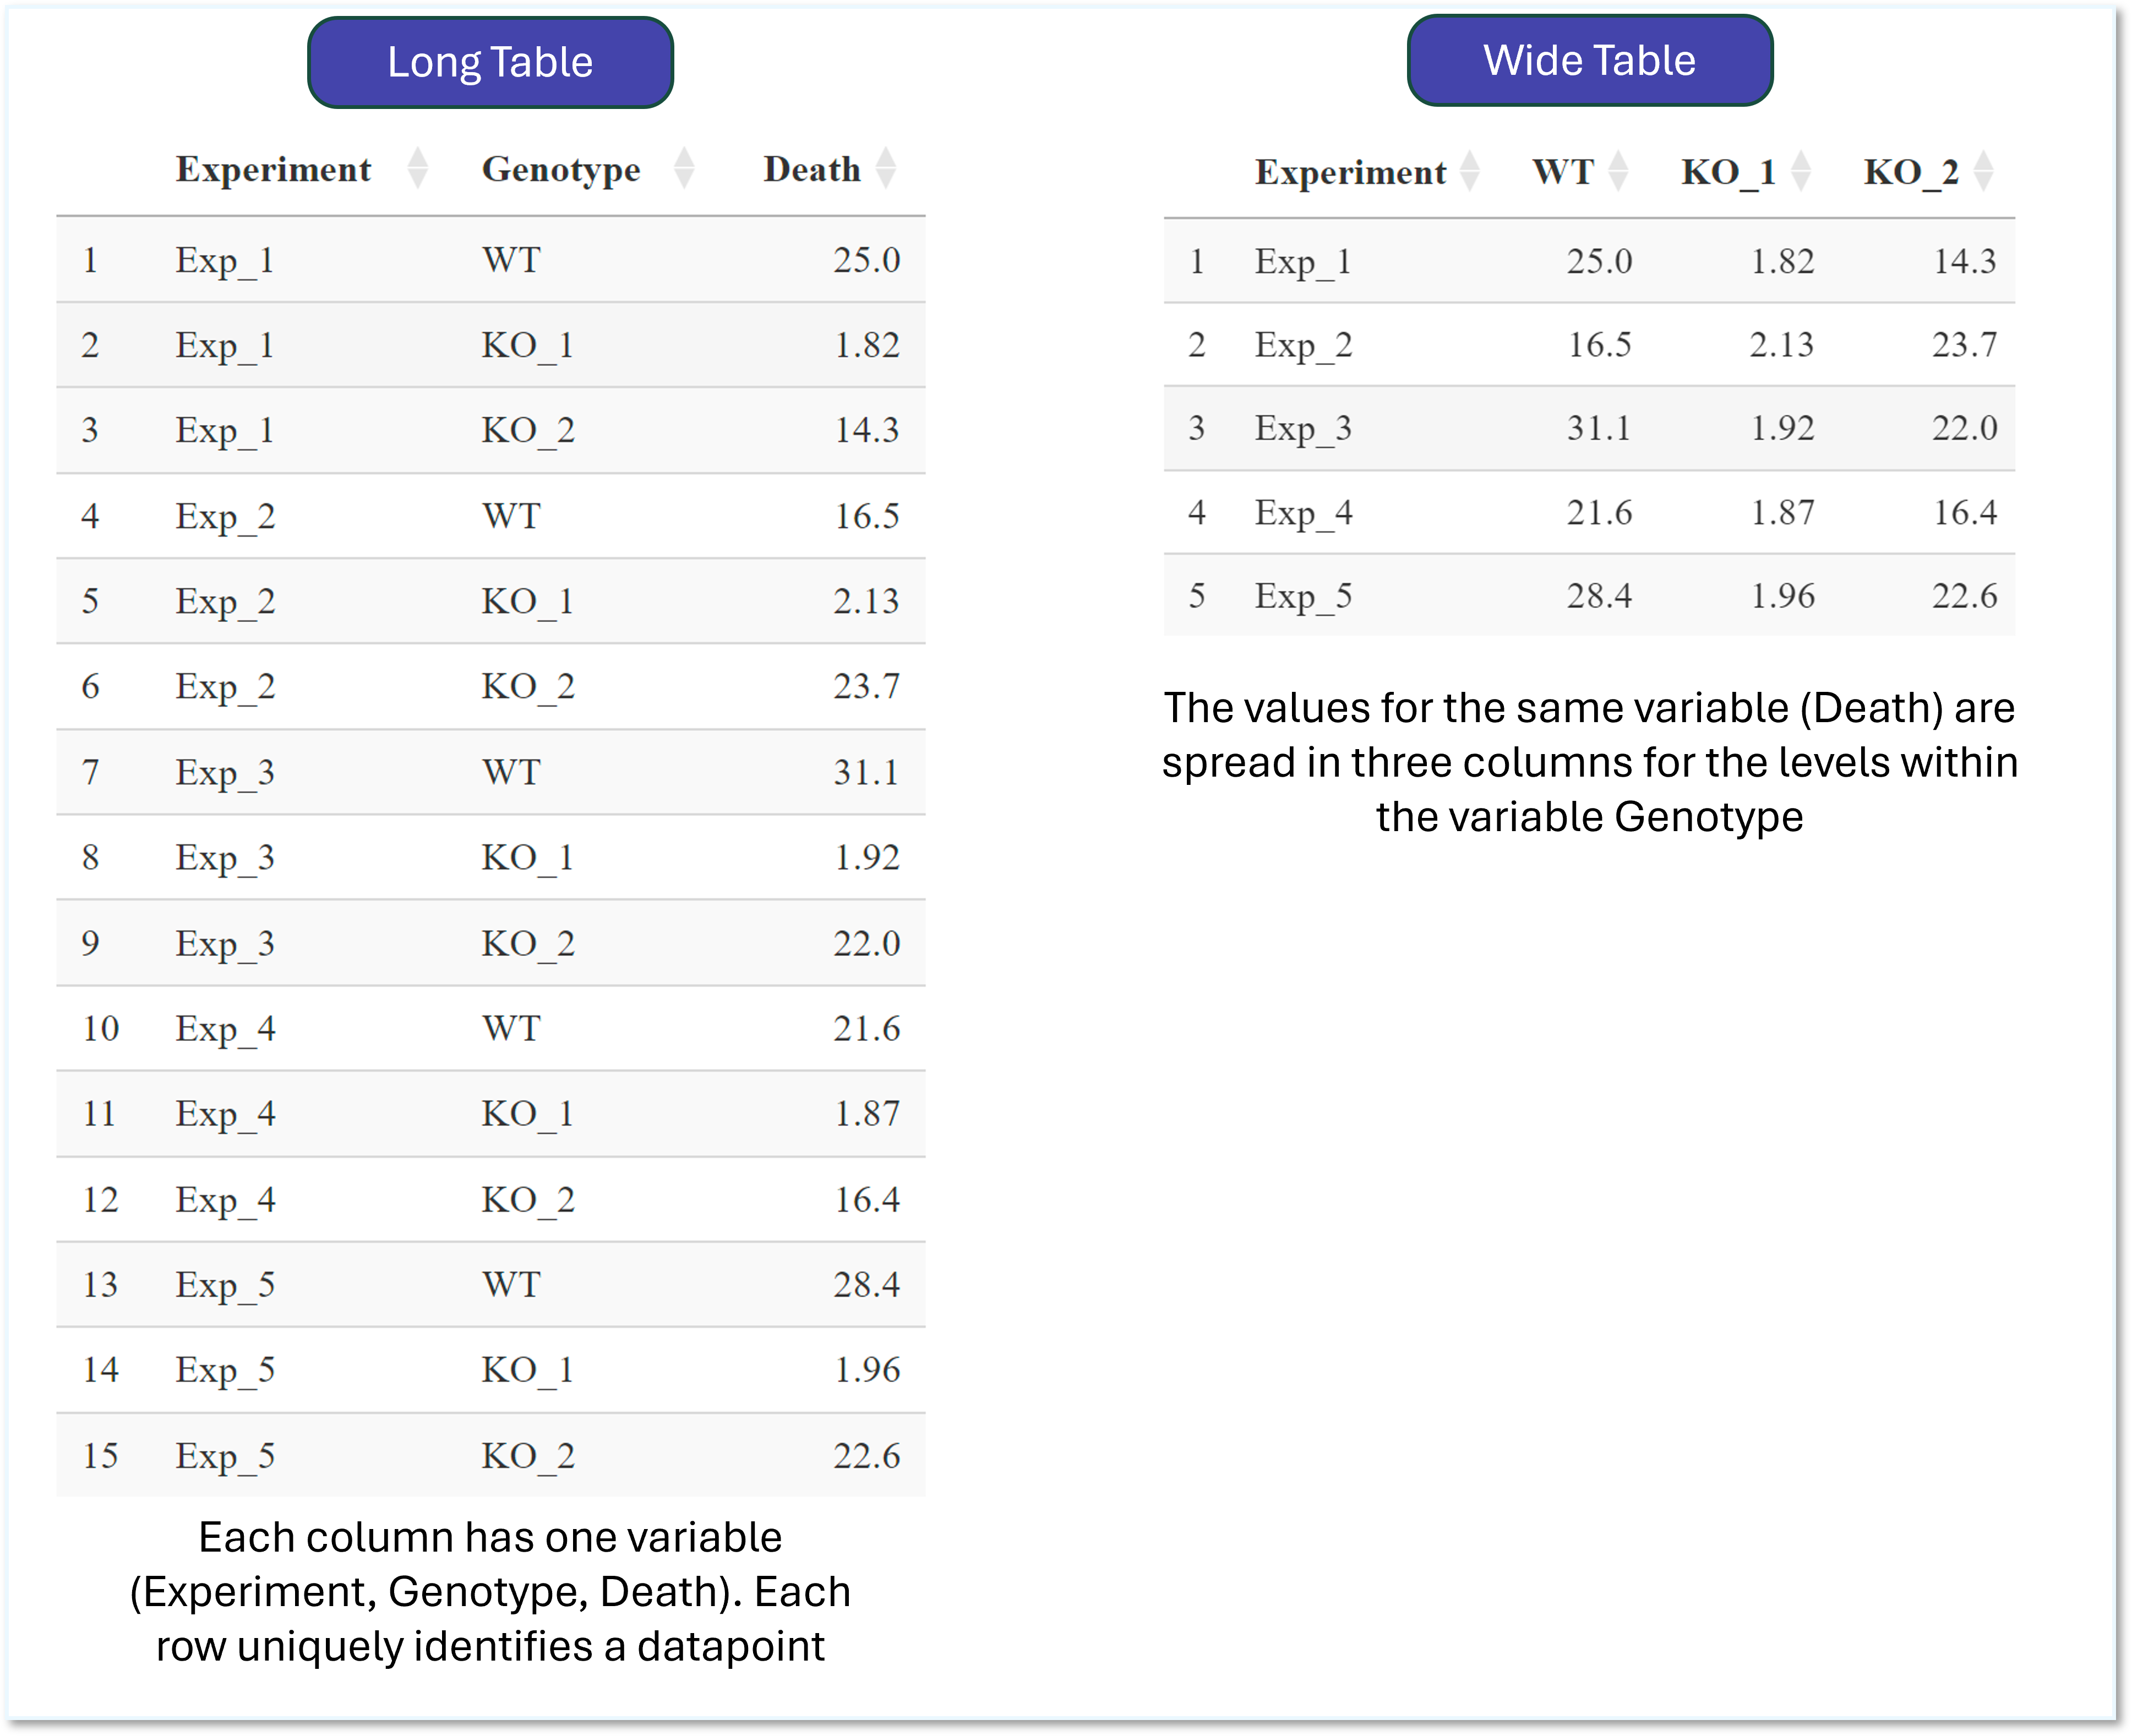 Long Table
Experiment Genotype Death
1 Exp_1 WT 25.0
2 Exp_1 KO_1 1.82
3 Exp_1 KO_2 14.3
4 Exp_2 WT 16.5
5 Exp_2 KO_1 2.13
6 Exp_2 KO_2 23.7
7 Exp_3 WT 31.1
8 Exp_3 KO_1 1.92
9 Exp_3 KO_2 22.0
10 Exp_4 WT 21.6
11 Exp_4 KO_1 1.87
12 Exp_4 KO_2 16.4
13 Exp_5 WT 28.4
14 Exp_5 KO_1 1.96
15 Exp_5 KO_2 22.6
Each column has one variable
(Experiment, Genotype, Death). Each
row uniquely identifies a datapoint
Wide Table
Experiment WT KO_1 KO_2
1 Exp_1 25.0 1.82 14.3
2 Exp_2 16.5 2.13 23.7
3 Exp_3 31.1 1.92 22.0
4 Exp_4 21.6 1.87 16.4
5 Exp_5 28.4 1.96 22.6
The values for the same variable (Death) are
spread in three columns for the levels within
the variable Genotype